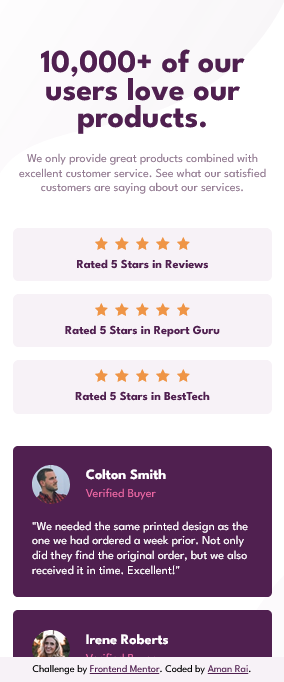 10,000+ of our
users love our
products.
We only provide great products combined with
excellent customer service. See what our satisfied
customers are saying about our services.
Rated 5 Stars in Reviews
Rated 5 Stars in Report Guru
Rated 5 Stars in BestTech
Colton Smith
Verified Buyer
"We needed the same printed design as the
one we had ordered a week prior. Not only
did they find the original order, but we also
received it in time. Excellent!"
Irene Roberts
Verified Buyer
Challenge by Frontend Mentor. Coded by Aman Rai.